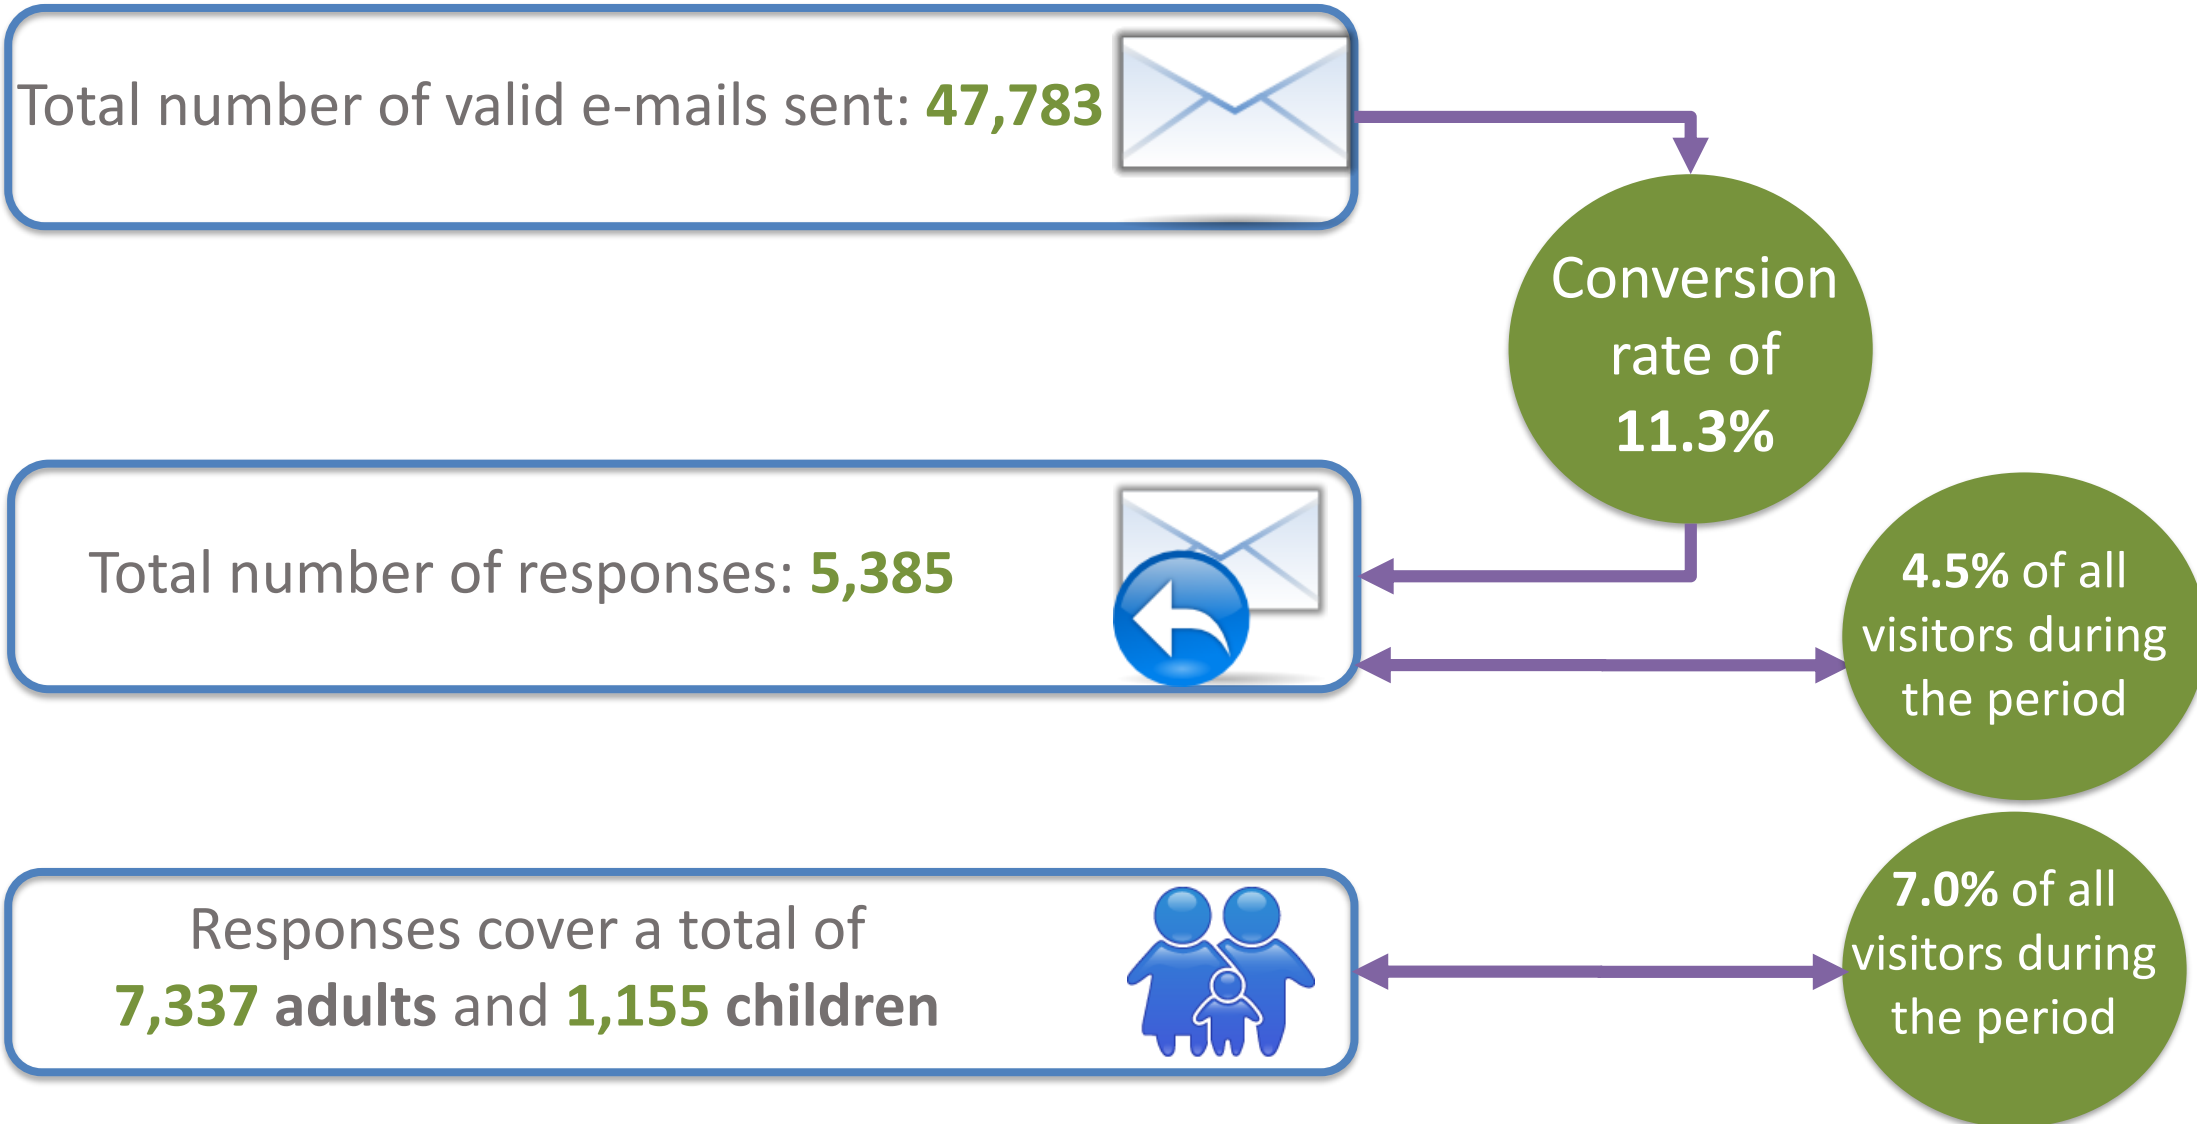 Total number of valid e-mails sent: 47,783
Conversion
rate of
11.3%
Total number of responses: 5,385
4.5% of all
visitors during
the period
Responses cover a total of
7,337 adults and 1,155 children
7.0% of all
visitors during
the period